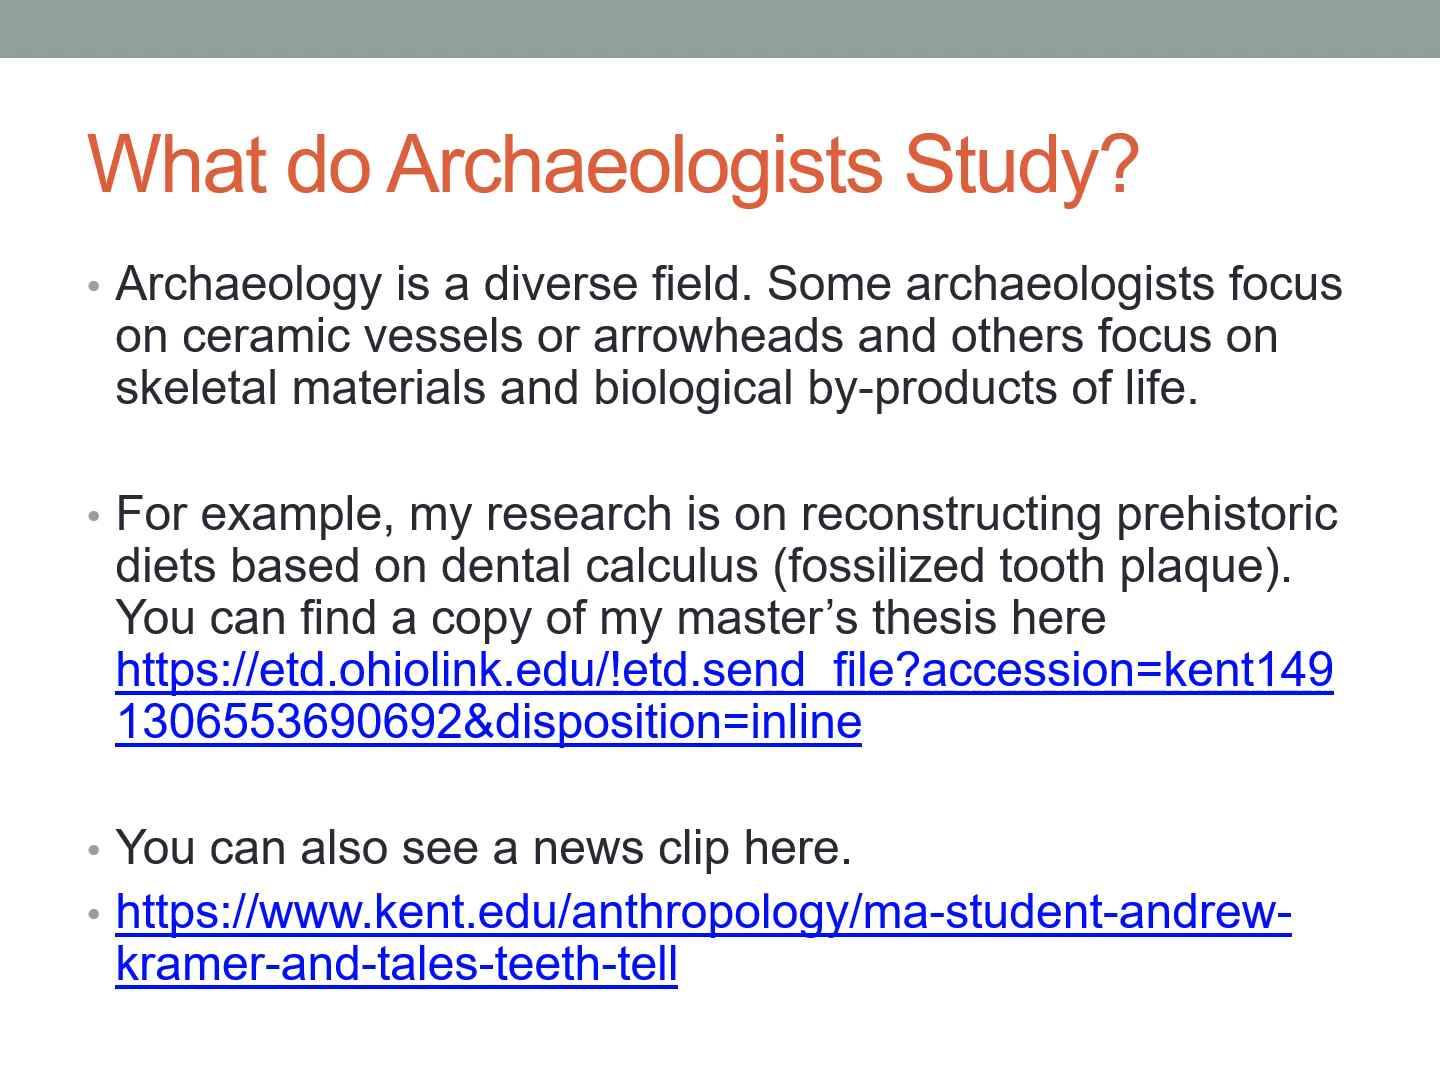 What do Archaeologists Study?
• Archaeology is a diverse field. Some archaeologists focus
on ceramic vessels or arrowheads and others focus on
skeletal materials and biological by-products of life.
• For example, my research is on reconstructing prehistoric
diets based on dental calculus (fossilized tooth plaque).
You can find a copy of my master’s thesis here
https://etd.ohiolink.edu/!etd.send_file?accession=kent149
1306553690692&disposition=inline
• You can also see a news clip here.
• https://www.kent.edu/anthropology/ma-student-andrew-
kramer-and-tales-teeth-tell